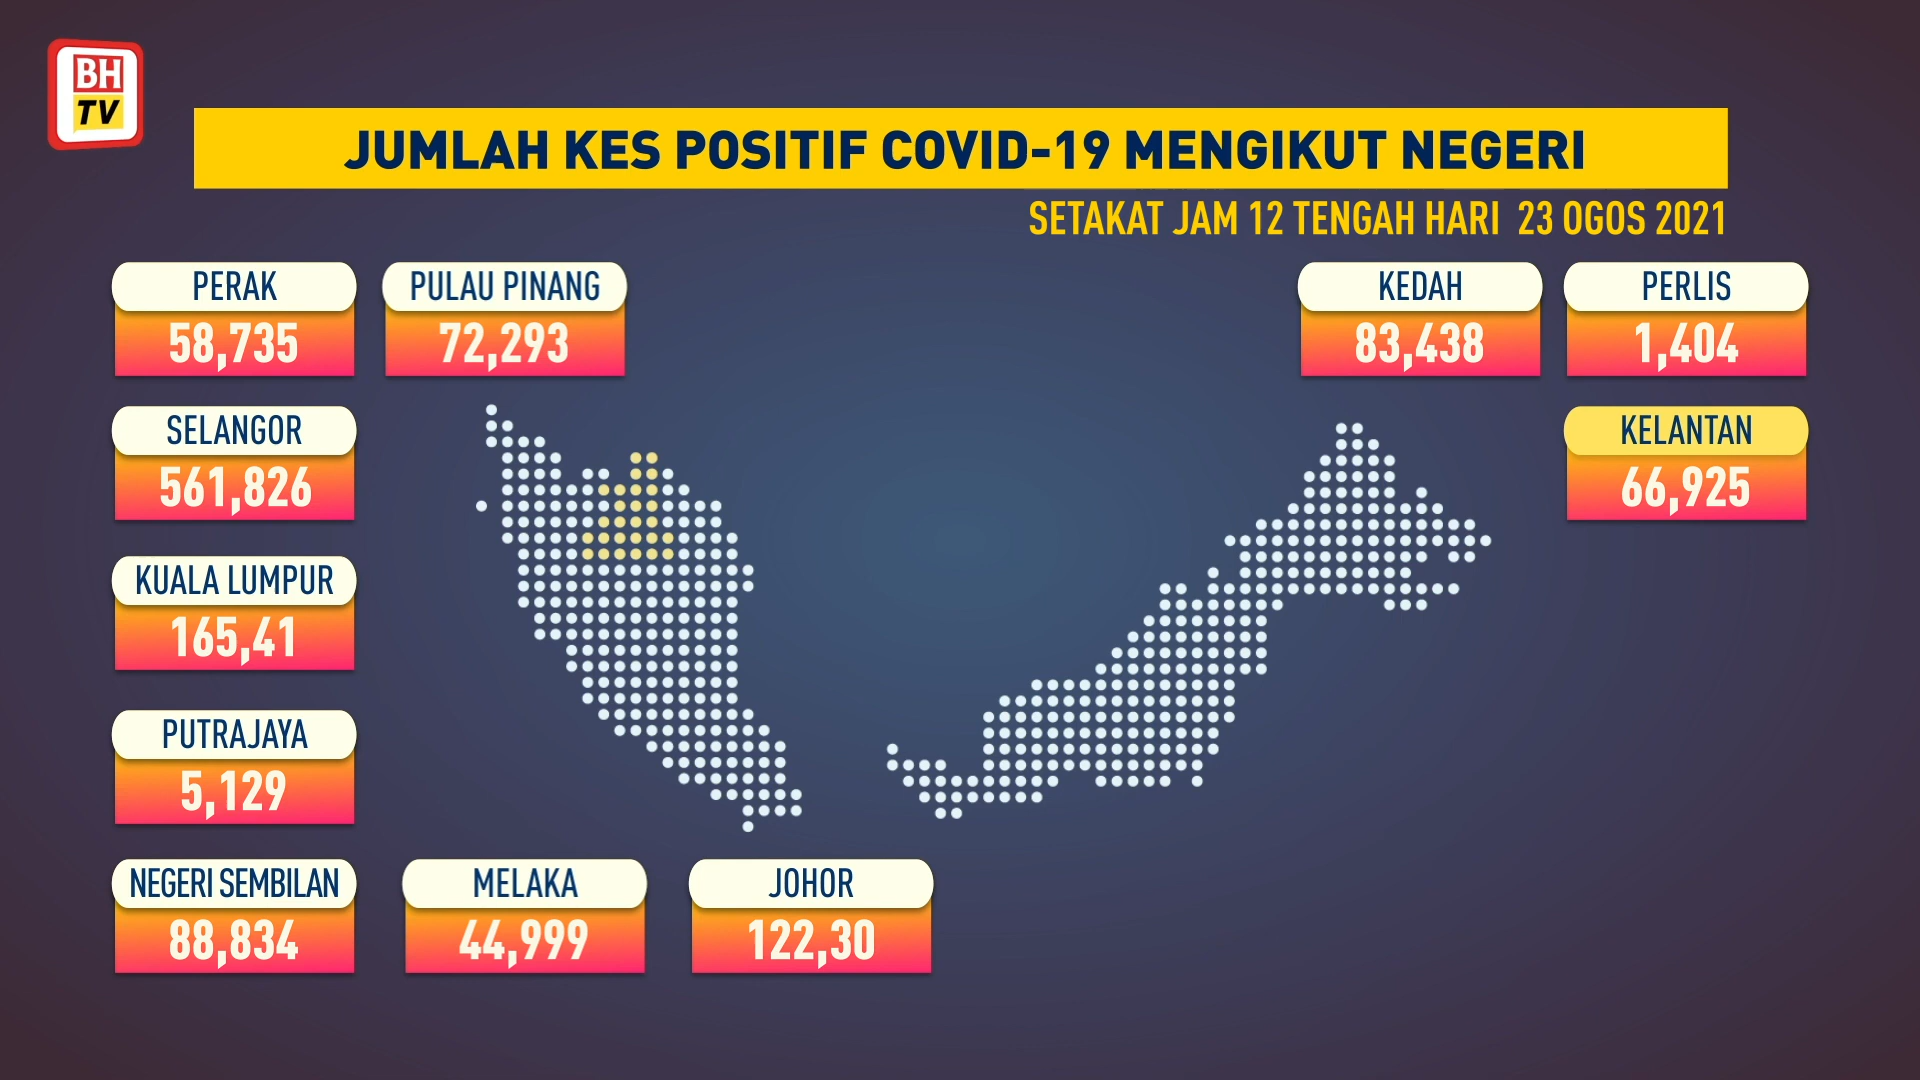 BH
TV
JUMLAH KES POSITIF COVID-19 MENGIKUT NEGERI
SETAKAT JAM 12 TENGAH HARI 23 OGOS 2021
PERAK
58,735
PULAU PINANG
72,293
KEDAH
83,438
PERLIS
1,404
SELANGOR
561,826
KELANTAN
66,925
KUALA LUMPUR
165,41
PUTRAJAYA
5,129
NEGERI SEMBILAN
88,834
MELAKA
44,999
JOHOR
122,30